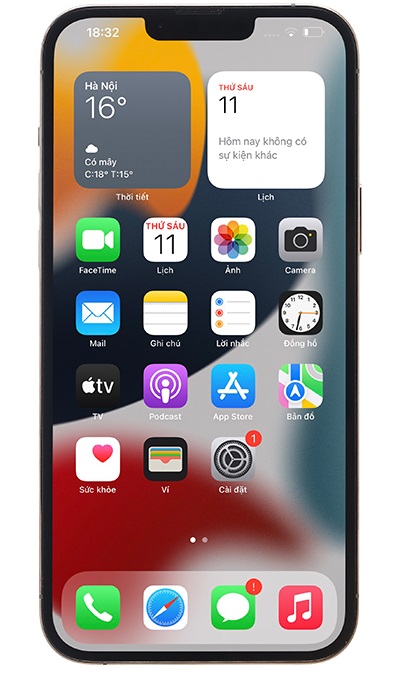 18:32
Hà Nội
16°
Có mây
C:18° T:15°
Thời tiết
THỨ SÁU
11
Hôm nay không có
sự kiện khác
Lịch
FaceTime
THỨ SÁU
11
Lịch
Ảnh
Camera
Mail
Ghi chú
Lời nhắc
Đồng hồ
tv
TV
Podcast
App Store
Bản đồ
Sức khỏe
Ví
1
Cài đặt
!